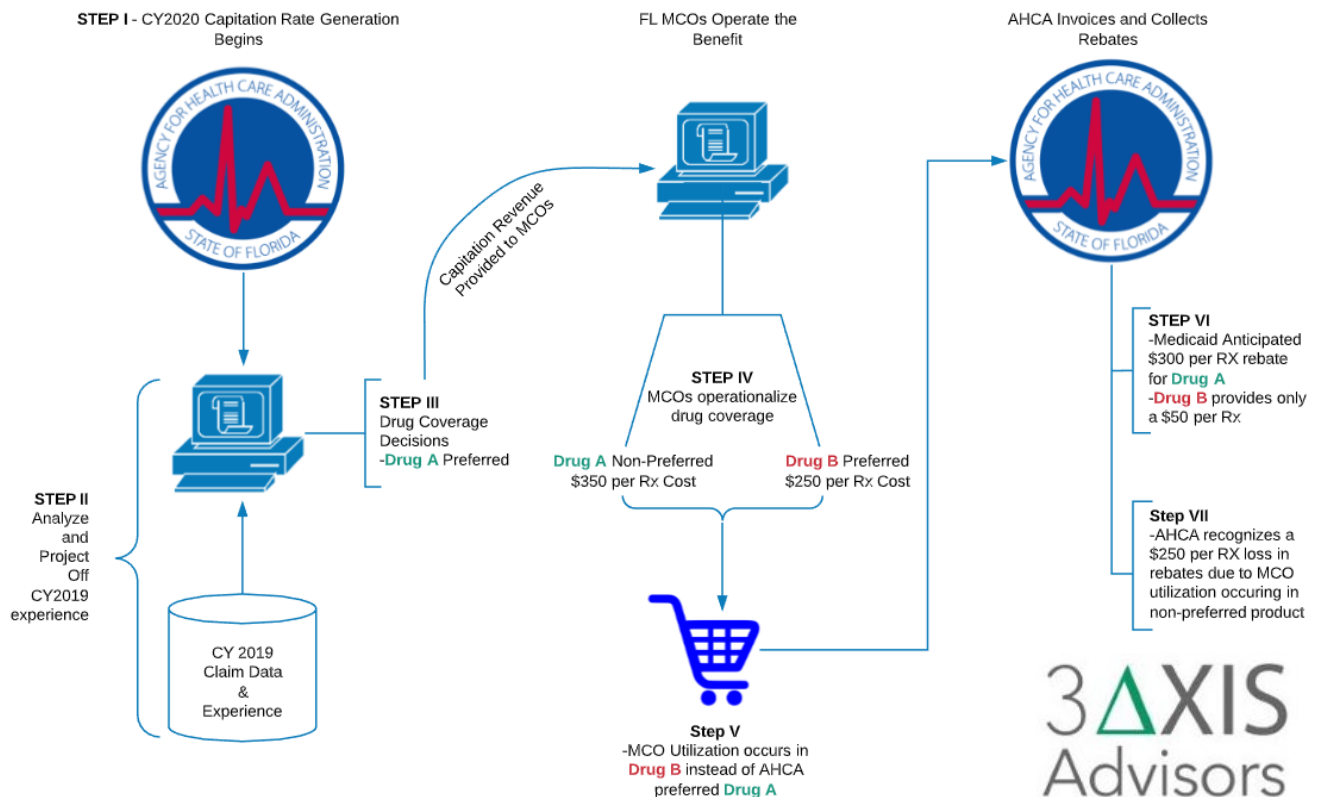 STEP I - CY2020 Capitation Rate Generation
Begins
AGENCY FOR HEALTH CARE ADMINISTRATION
STATE OF FLORIDA
STEP II
Analyze
and
Project
Off
CY2019
experience
CY 2019
Claim Data
&
Experience
STEP III
Drug Coverage
Decisions
-Drug A Preferred
Capitation Revenue
Provided to MCOs
FL MCOs Operate the
Benefit
STEP IV
MCOs operationalize
drug coverage
Drug A Non-Preferred
$350 per Rx Cost
Drug B Preferred
$250 per Rx Cost
Step V
-MCO Utilization occurs in
Drug B instead of AHCA
preferred Drug A
AHCA Invoices and Collects
Rebates
AGENCY FOR HEALTH CARE ADMINISTRATION
STATE OF FLORIDA
STEP VI
-Medicaid Anticipated
$300 per RX rebate
for Drug A
-Drug B provides only
a $50 per Rx
Step VII
-AHCA recognizes a
$250 per RX loss in
rebates due to MCO
utilization occuring in
non-preferred product
3 AXIS
Advisors